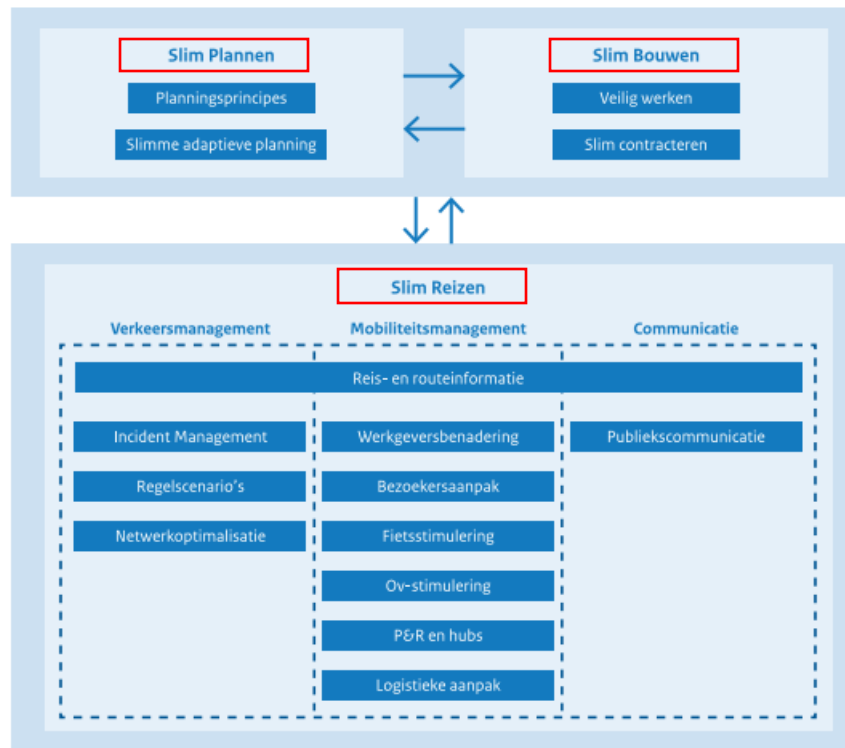 Slim Plannen
Planningsprincipes
Slimme adaptieve planning
Slim Bouwen
Veilig werken
Slim contracteren
Slim Reizen
Verkeersmanagement
Mobiliteitsmanagement
Communicatie
Reis- en routeinformatie
Incident Management
Regelscenario's
Netwerkoptimalisatie
Werkgeversbenadering
Bezoekersaanpak
Fietsstimulering
Ov-stimulering
P&R en hubs
Logistieke aanpak
Publiekscommunicatie